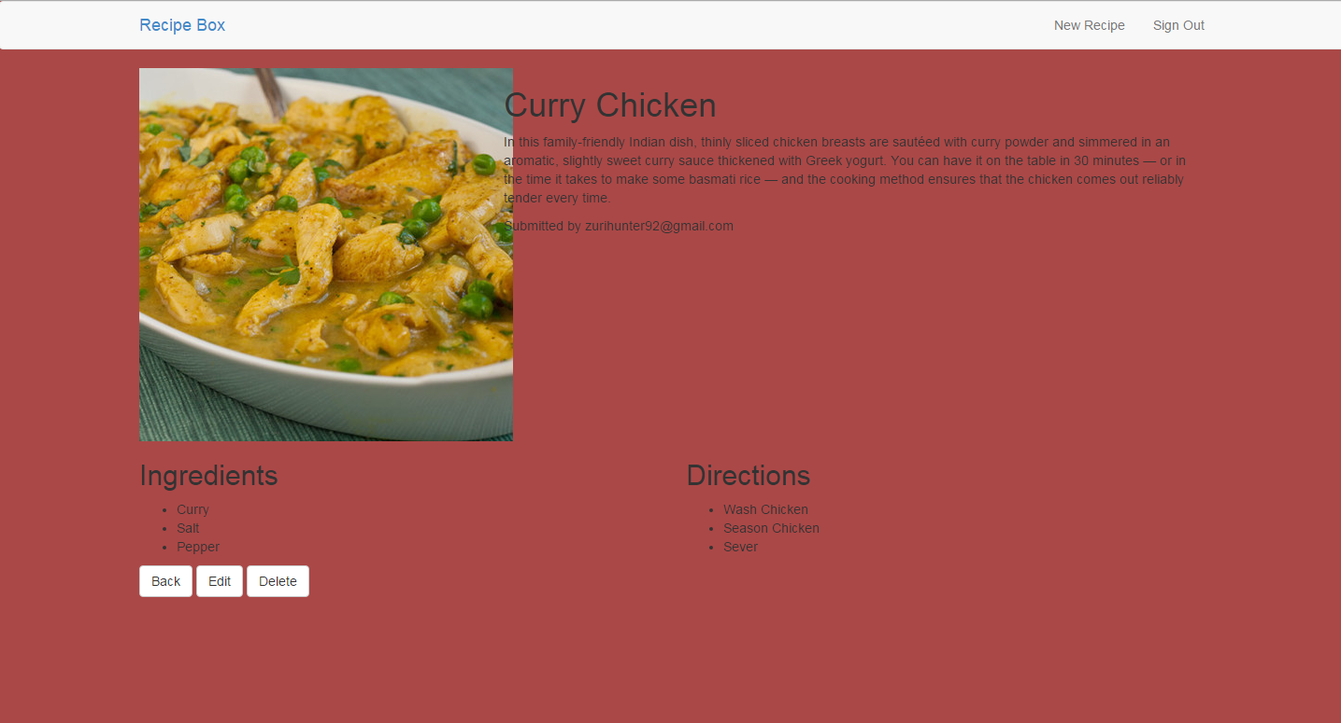 Recipe Box
New Recipe
Sign Out
Curry Chicken
In this family-friendly Indian dish, thinly sliced chicken breasts are sautéed with curry powder and simmered in an
aromatic, slightly sweet curry sauce thickened with Greek yogurt. You can have it on the table in 30 minutes — or in
the time it takes to make some basmati rice — and the cooking method ensures that the chicken comes out reliably
tender every time.
Submitted by zurihunter92@gmail.com
Ingredients
Curry
Salt
Pepper
Directions
Wash Chicken
Season Chicken
Sever
Back
Edit
Delete